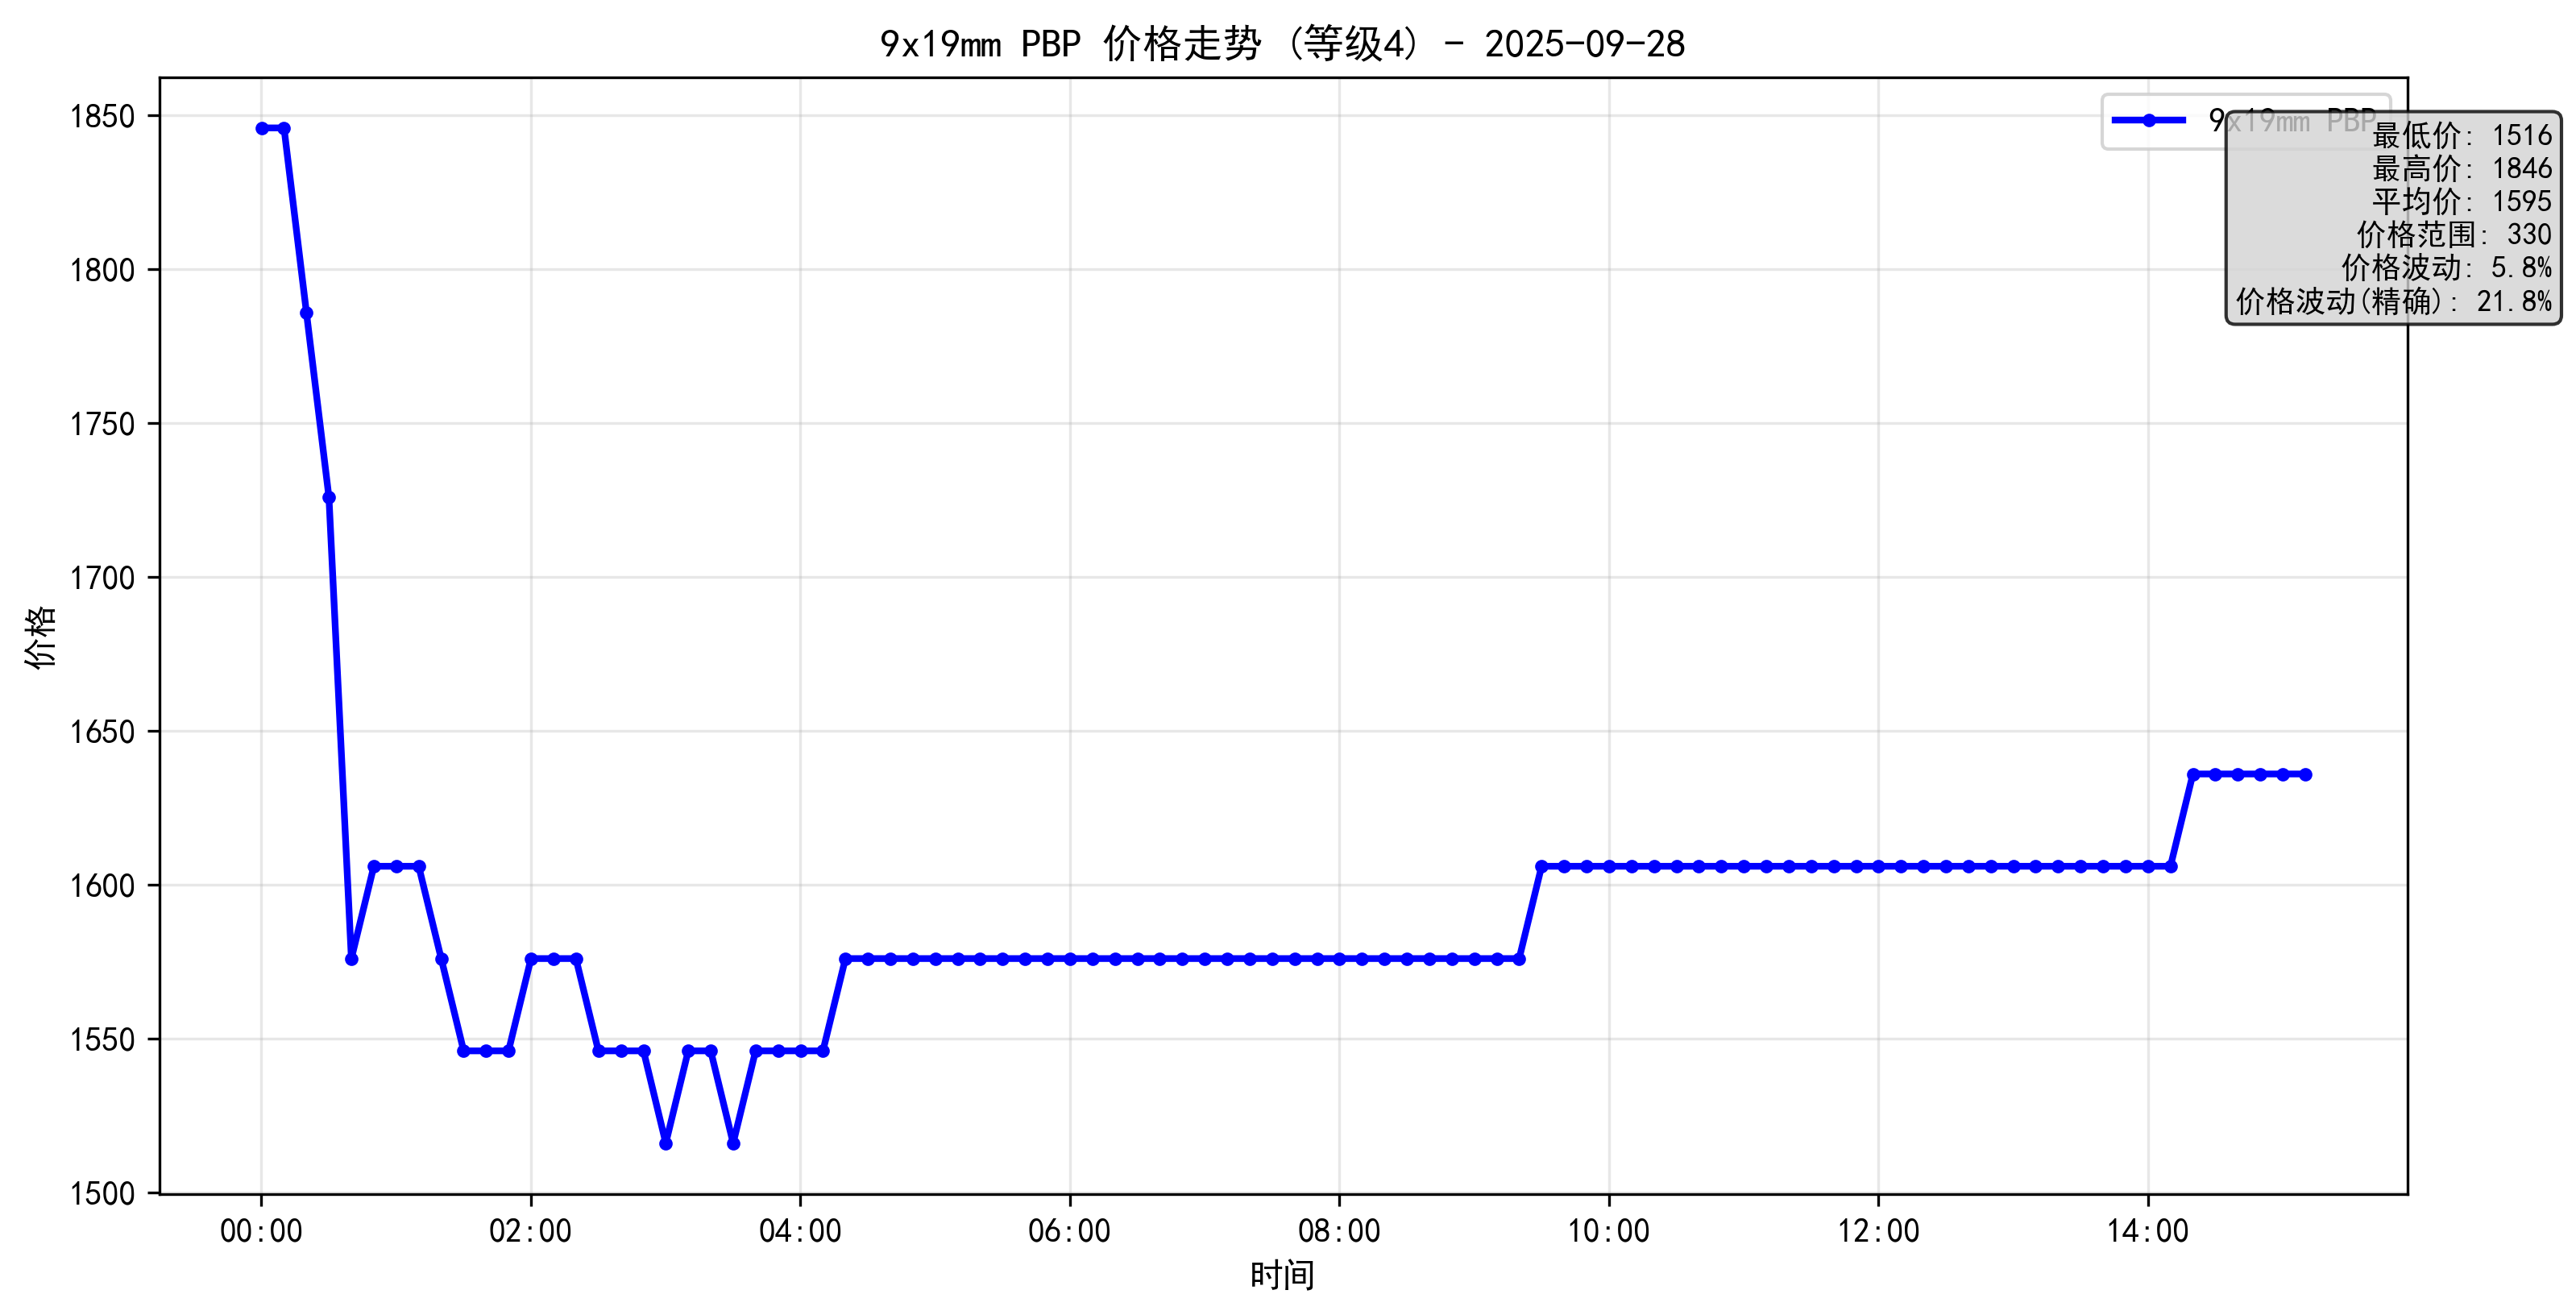 9x19mm PBP 价格走势 (等级4) - 2025-09-28
9x19mm PBP
最低价: 1516
最高价: 1846
平均价: 1595
价格范围: 330
价格波动: 5.8%
价格波动(精确): 21.8%
价格
1850
1800
1750
1700
1650
1600
1550
1500
00:00 02:00 04:00 06:00 08:00 10:00 12:00 14:00
时间